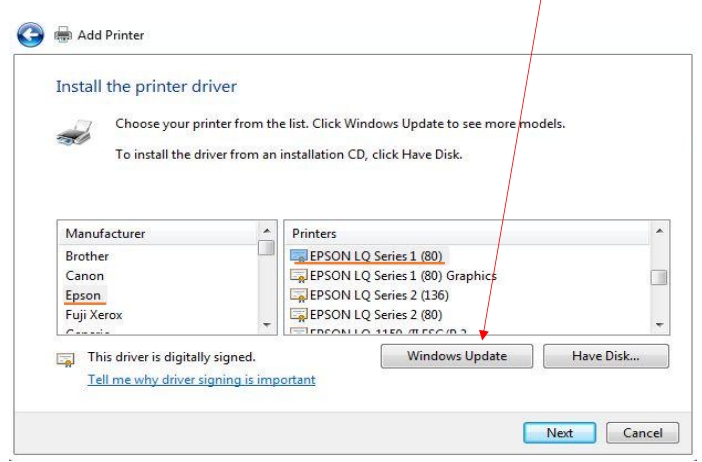 Add Printer
Install the printer driver
Choose your printer from the list. Click Windows Update to see more models.
To install the driver from an installation CD, click Have Disk.
Manufacturer
Brother
Canon
Epson
Fuji Xerox
Generic
Printers
EPSON LQ Series 1 (80)
EPSON LQ Series 1 (80) Graphics
EPSON LQ Series 2 (136)
EPSON LQ Series 2 (80)
This driver is digitally signed.
Tell me why driver signing is important
Windows Update
Have Disk...
Next
Cancel